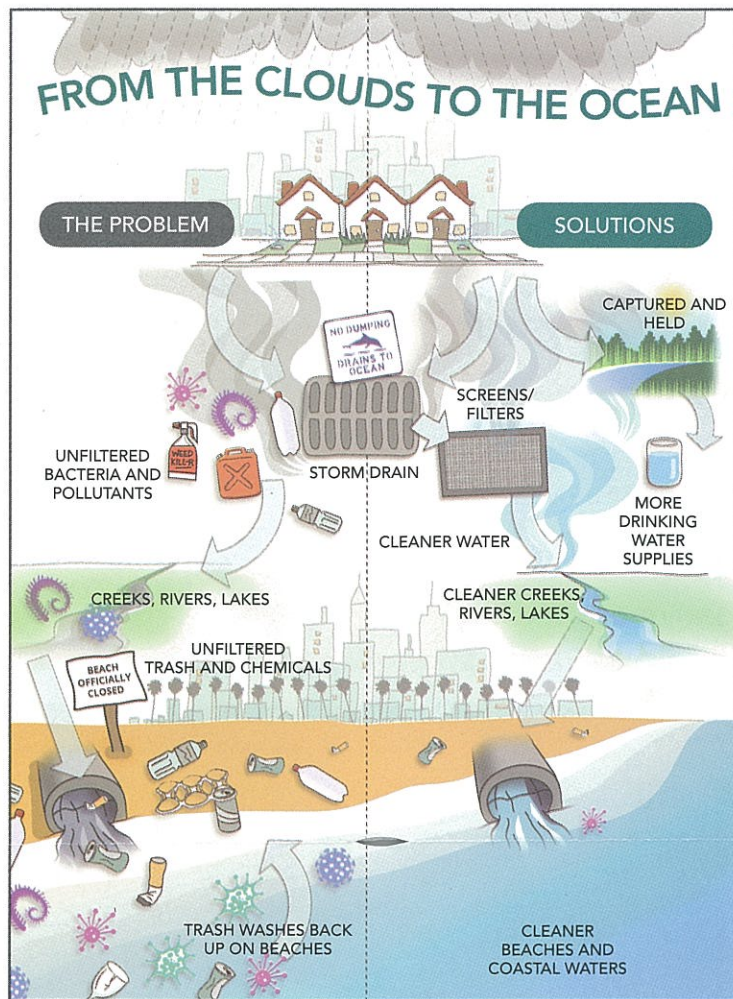 FROM THE CLOUDS TO THE OCEAN
THE PROBLEM
SOLUTIONS
CAPTURED AND
HELD
NO DUMPING
DRAINS TO
OCEAN
SCREENS/
FILTERS
UNFILTERED
BACTERIA AND
POLLUTANTS
WEED
KILL-R
STORM DRAIN
MORE
DRINKING
WATER
SUPPLIES
CLEANER WATER
CREEKS, RIVERS, LAKES
CLEANER CREEKS,
RIVERS, LAKES
UNFILTERED
TRASH AND CHEMICALS
BEACH
OFFICIALLY
CLOSED
TRASH WASHES BACK
UP ON BEACHES
CLEANER
BEACHES AND
COASTAL WATERS